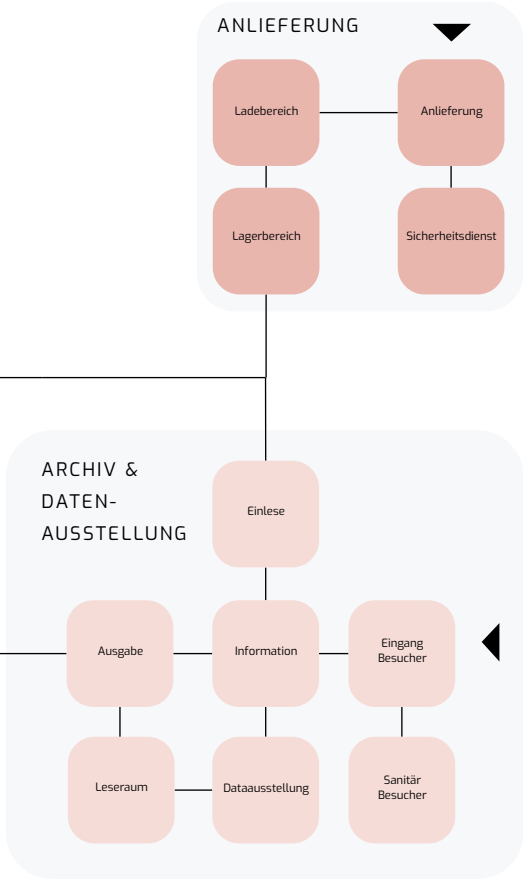 ANLIEFERUNG
Ladebereich
Anlieferung
Lagerbereich
Sicherheitsdienst
ARCHIV &
DATEN-
AUSSTELLUNG
Einlese
Ausgabe
Information
Eingang
Besucher
Leseraum
Dataausstellung
Sanitär
Besucher